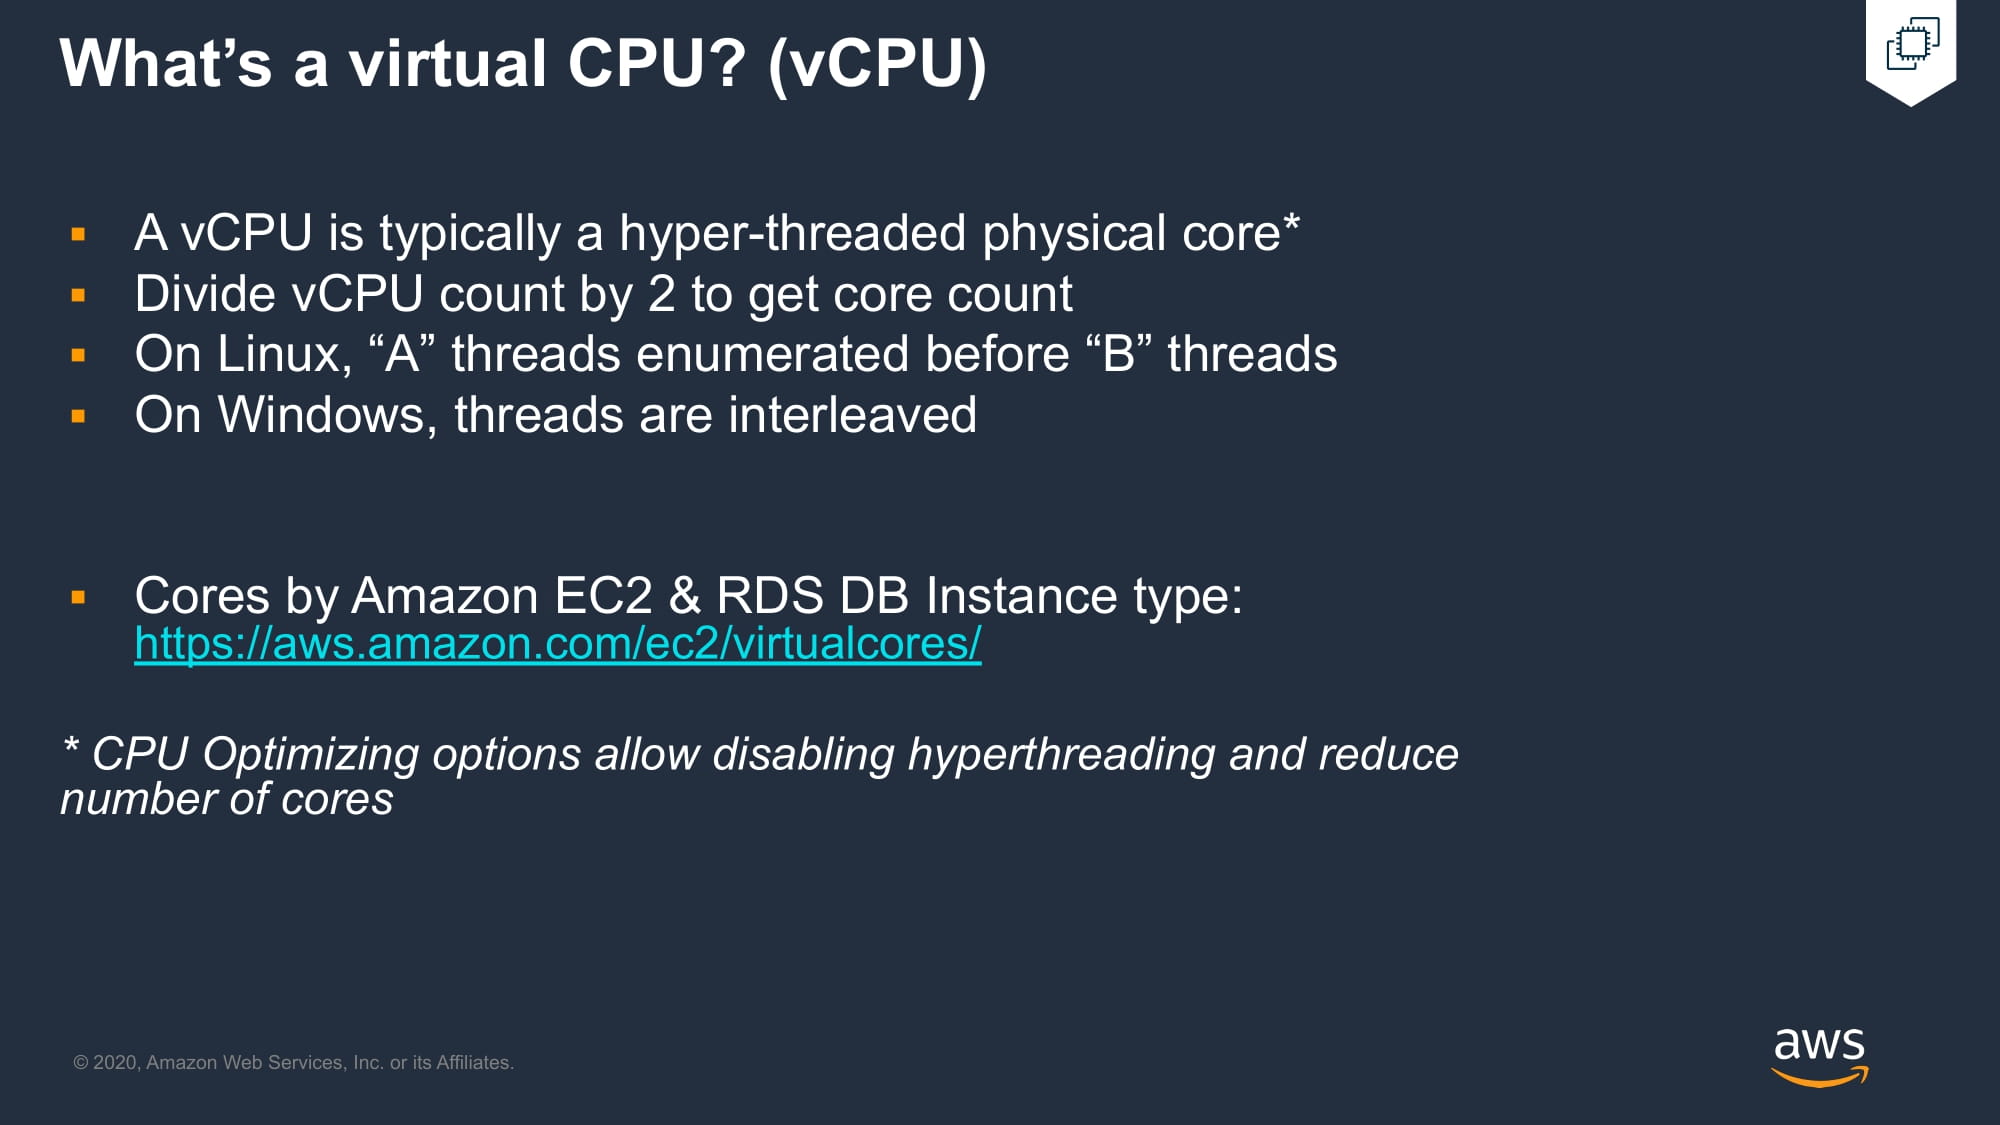 What’s a virtual CPU? (vCPU)
▪ A vCPU is typically a hyper-threaded physical core*
▪ Divide vCPU count by 2 to get core count
▪ On Linux, “A” threads enumerated before “B” threads
▪ On Windows, threads are interleaved
▪ Cores by Amazon EC2 & RDS DB Instance type:
https://aws.amazon.com/ec2/virtualcores/
* CPU Optimizing options allow disabling hyperthreading and reduce
number of cores
© 2020, Amazon Web Services, Inc. or its Affiliates.
aws